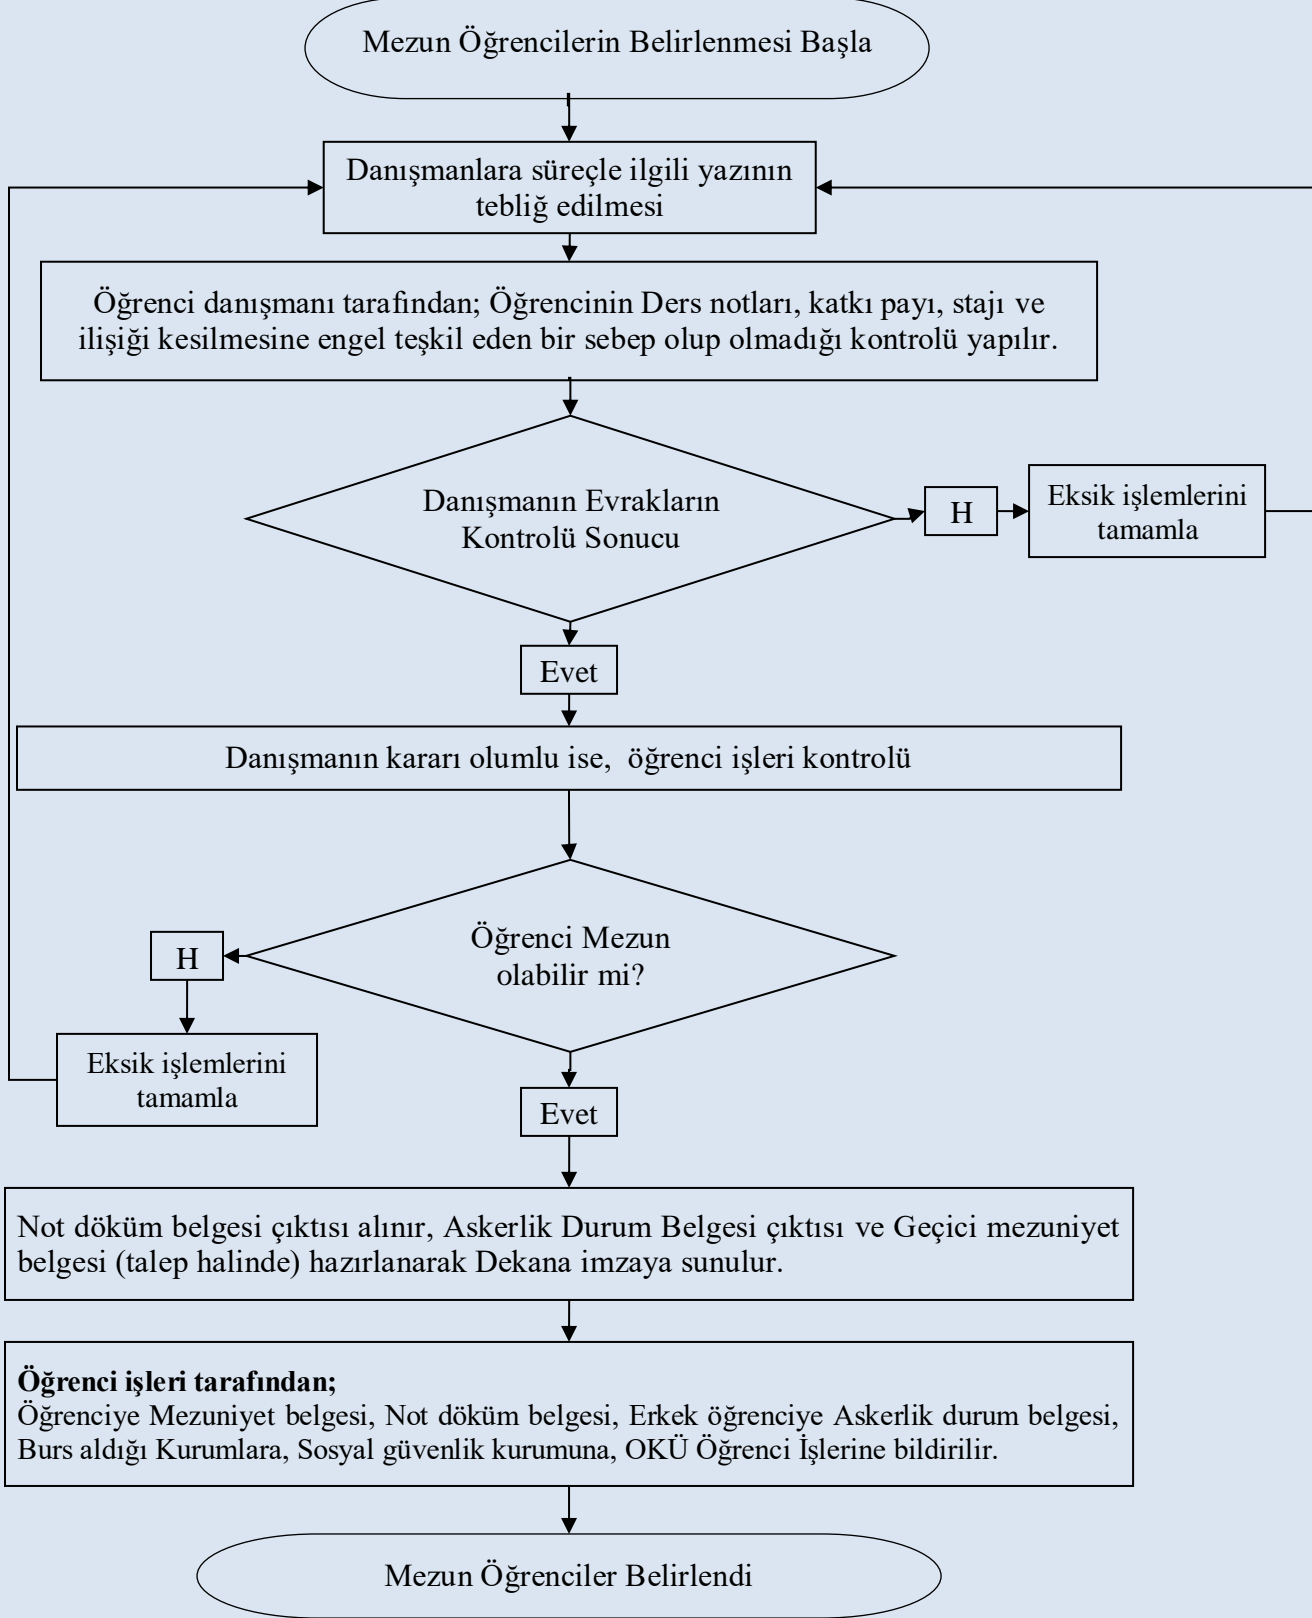 Mezun Öğrencilerin Belirlenmesi Başla
Danışmanlara süreçle ilgili yazının
tebliğ edilmesi
Öğrenci danışmanı tarafından; Öğrencinin Ders notları, katkı payı, stajı ve
ilişiği kesilmesine engel teşkil eden bir sebep olup olmadığı kontrolü yapılır.
Danışmanın Evrakların
Kontrolü Sonucu
H
Eksik işlemlerini
tamamla
Evet
Danışmanın kararı olumlu ise, öğrenci işleri kontrolü
Öğrenci Mezun
olabilir mi?
H
Eksik işlemlerini
tamamla
Evet
Not döküm belgesi çıktısı alınır, Askerlik Durum Belgesi çıktısı ve Geçici mezuniyet
belgesi (talep halinde) hazırlanarak Dekana imzaya sunulur.
Öğrenci işleri tarafından;
Öğrenciye Mezuniyet belgesi, Not döküm belgesi, Erkek öğrenciye Askerlik durum belgesi,
Burs aldığı Kurumlara, Sosyal güvenlik kurumuna, OKÜ Öğrenci İşlerine bildirilir.
Mezun Öğrenciler Belirlendi